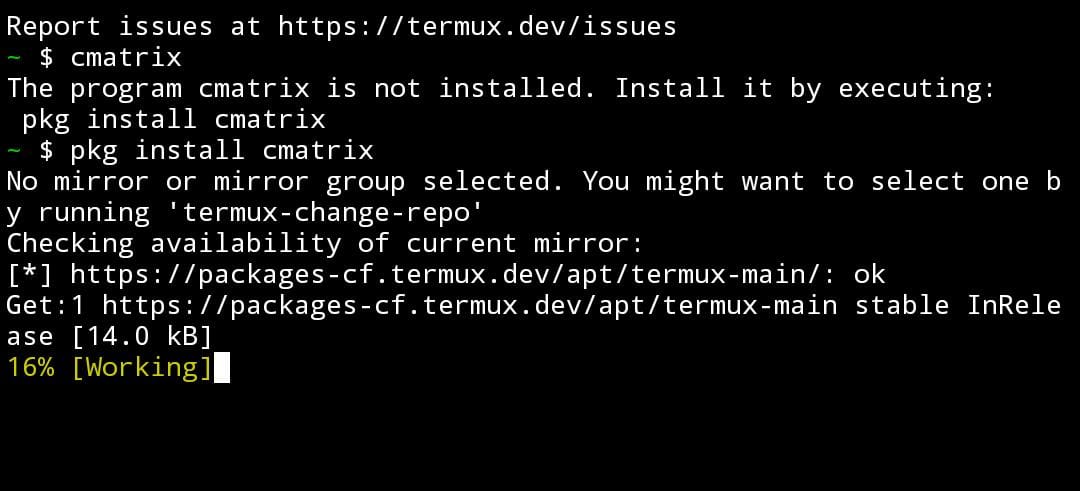 Report issues at https://termux.dev/issues
~ $ cmatrix
The program cmatrix is not installed. Install it by executing:
 pkg install cmatrix
~ $ pkg install cmatrix
No mirror or mirror group selected. You might want to select one b
y running 'termux-change-repo'
Checking availability of current mirror:
[*] https://packages-cf.termux.dev/apt/termux-main/: ok
Get:1 https://packages-cf.termux.dev/apt/termux-main stable InRele
ase [14.0 kB]
16% [Working]